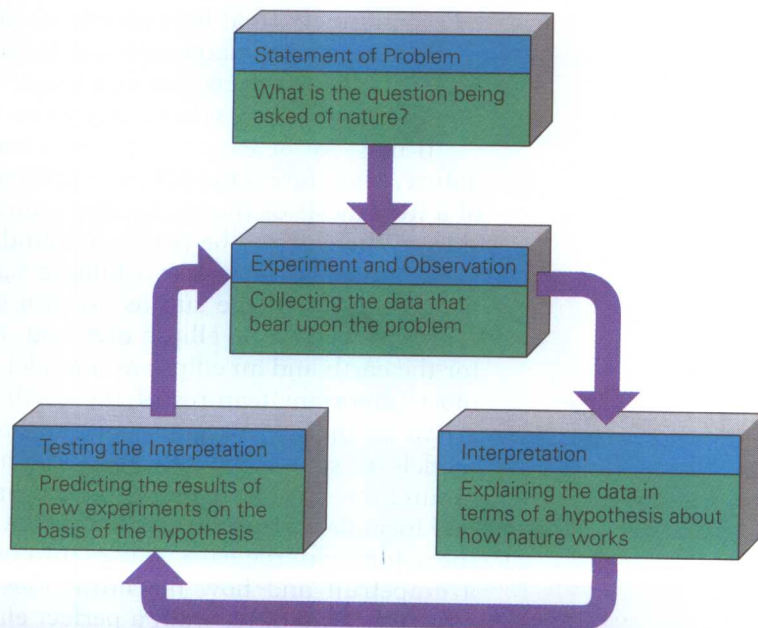 Statement of Problem
What is the question being
asked of nature?
Experiment and Observation
Collecting the data that
bear upon the problem
Testing the Interpetation
Predicting the results of
new experiments on the
basis of the hypothesis
Interpretation
Explaining the data in
terms of a hypothesis about
how nature works